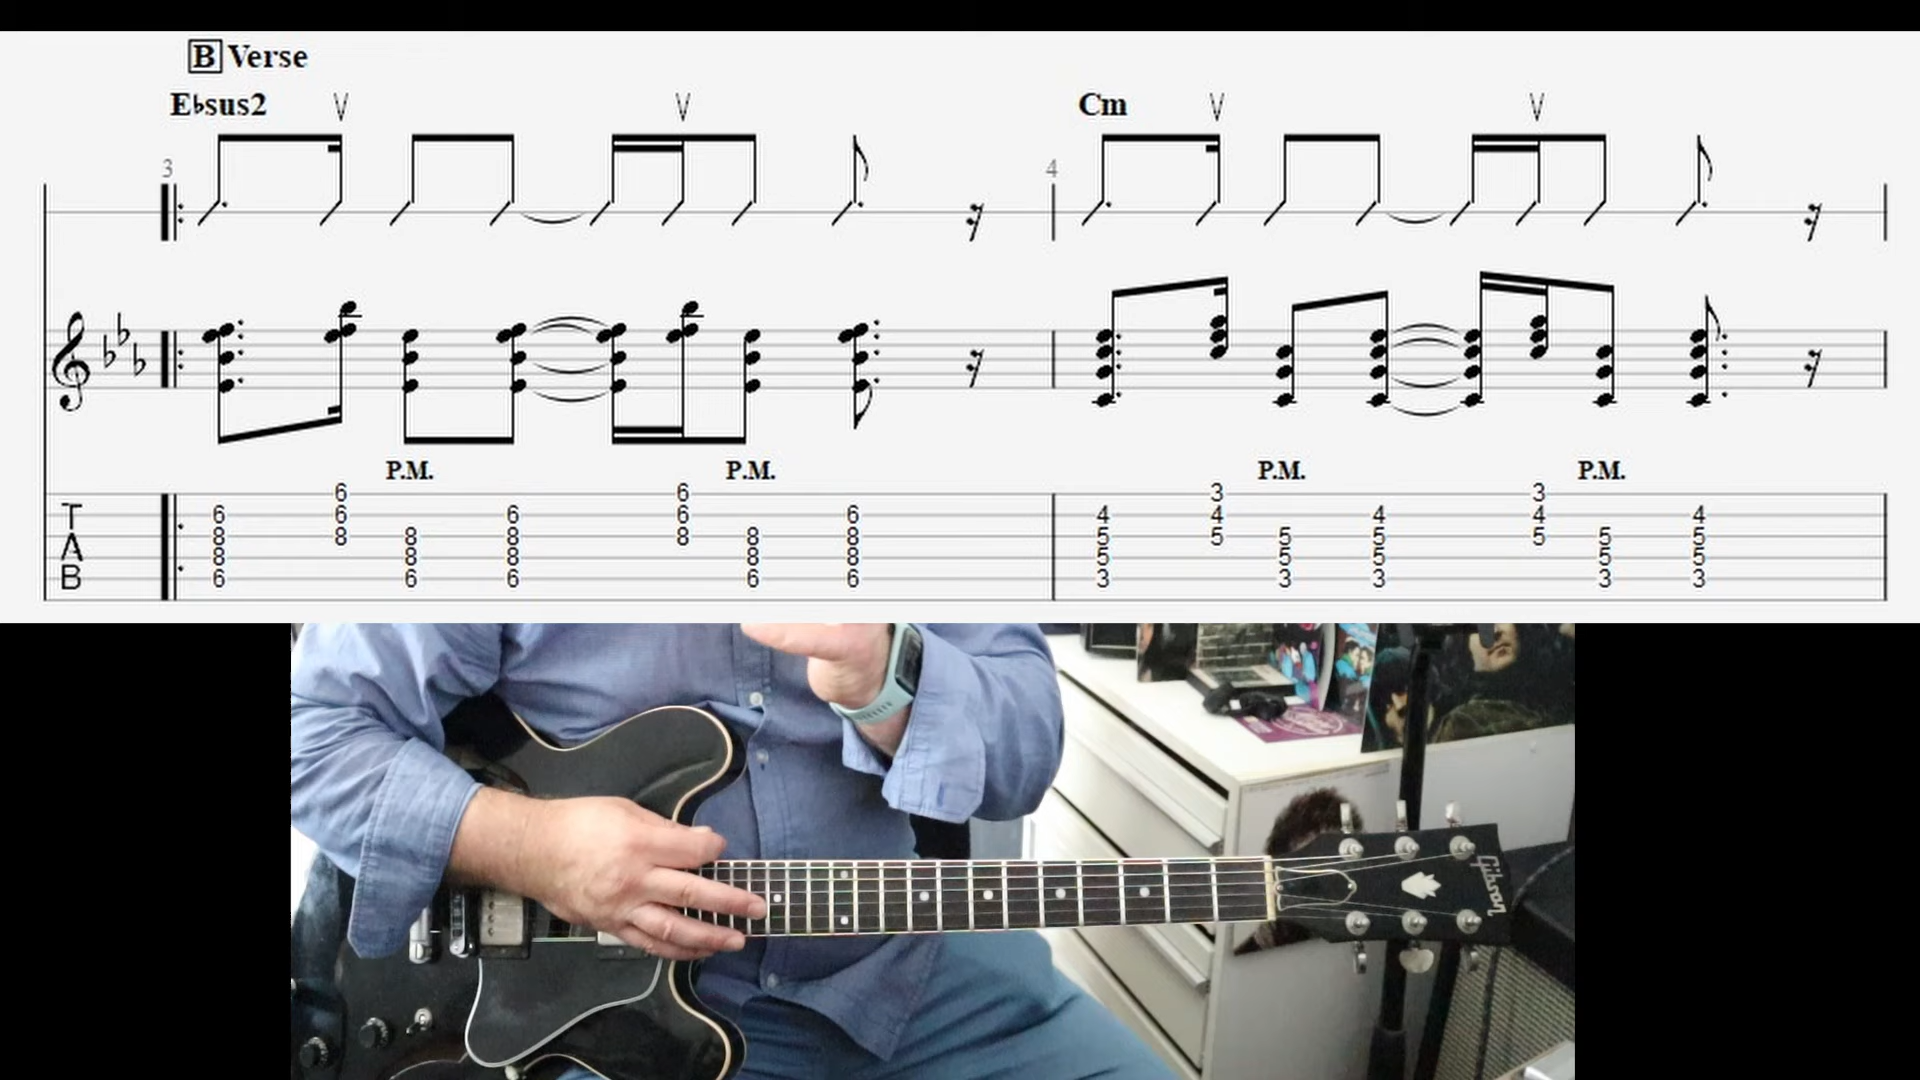 B Verse
E♭sus2 V V Cm V V
3 4
P.M. P.M. P.M. P.M.
6 6 3 3
6 6 6 6 6 4 4 4 4 4
8 8 8 8 8 8 8 5 5 5 5 5 5 5
8 8 8 8 8 5 5 5 5 5
6 6 6 6 6 3 3 3 3 3
T
A
B
Gibson